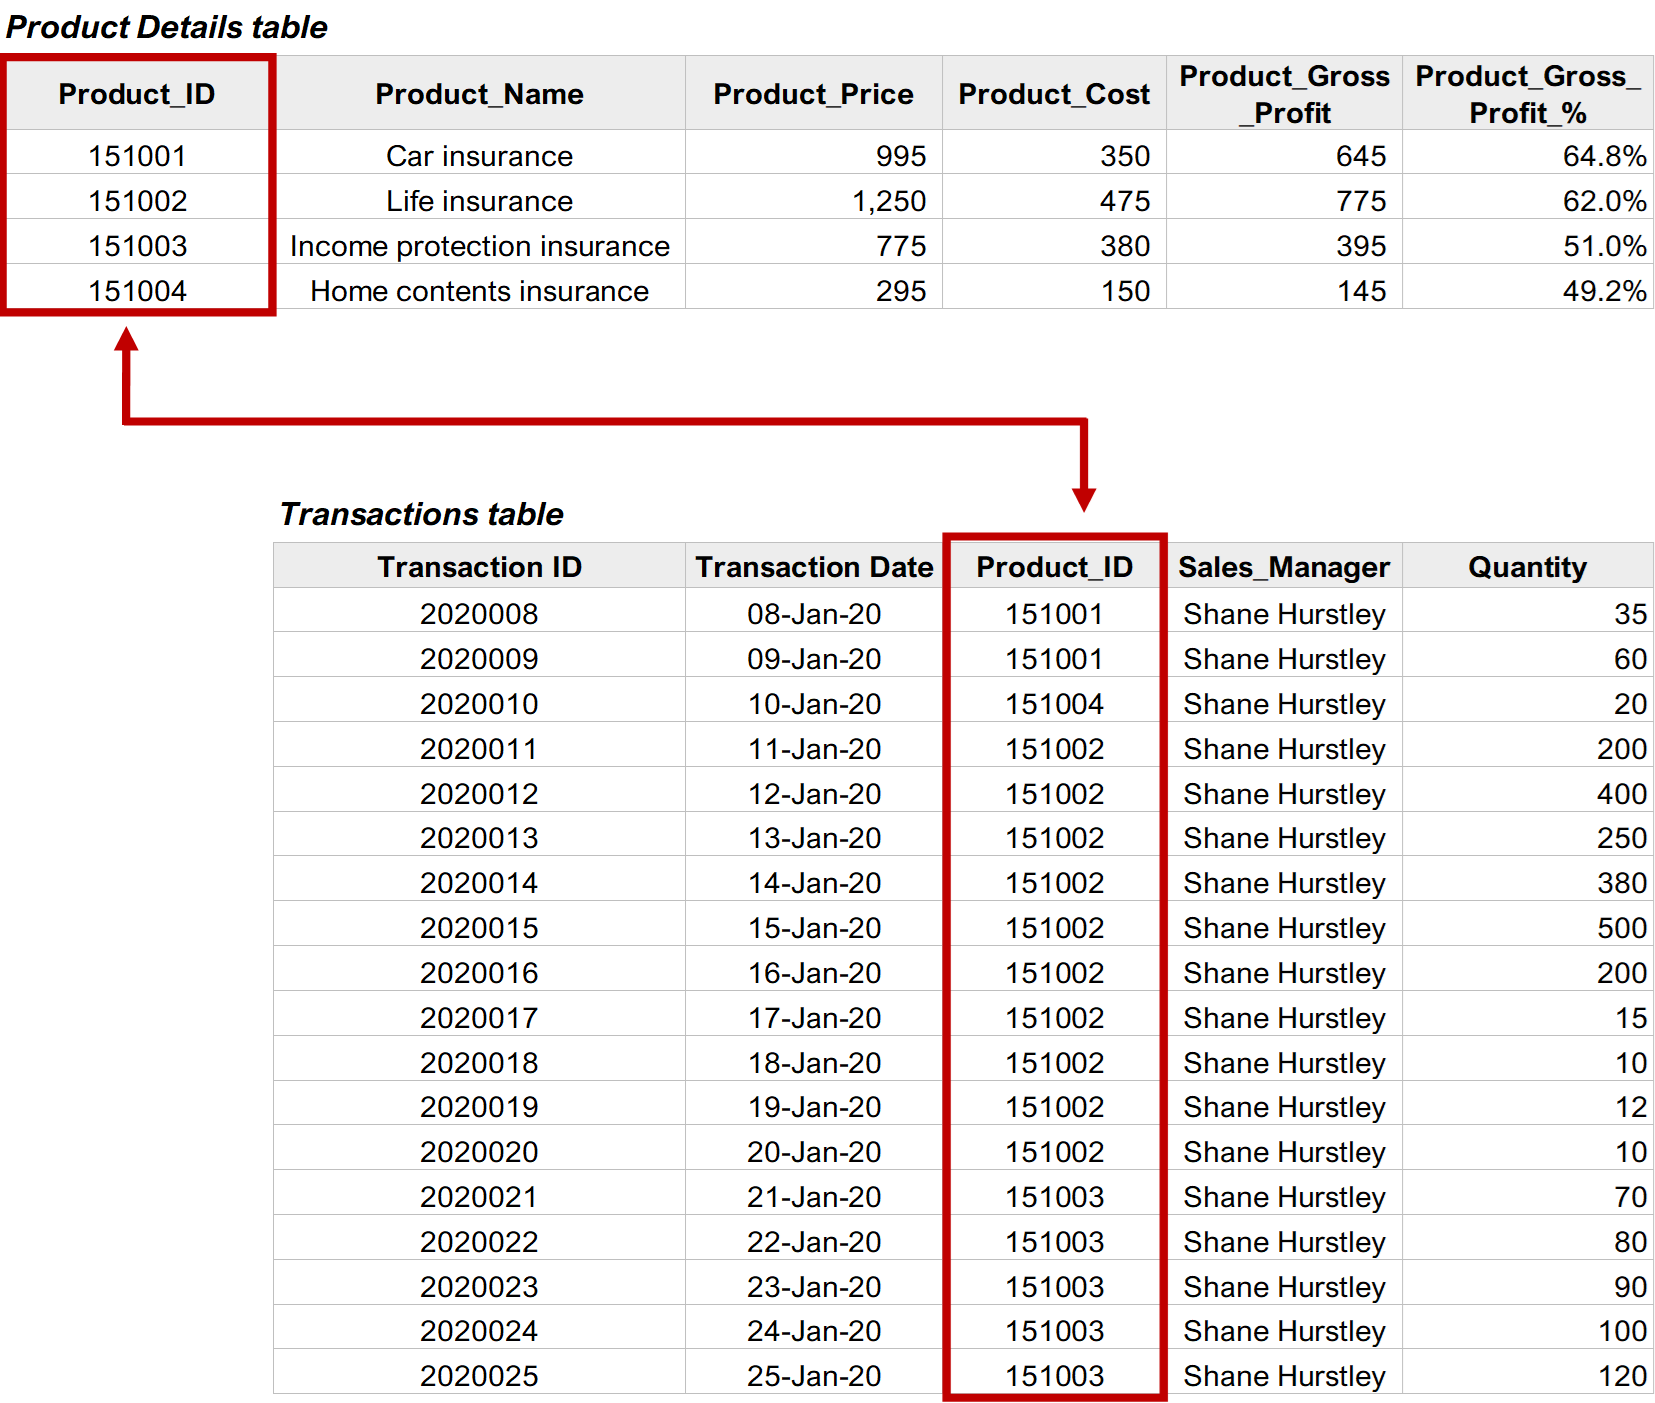 Product Details table
Product_ID Product_Name Product_Price Product_Cost Product_Gross_Profit Product_Gross_Profit_%
151001 Car insurance 995 350 645 64.8%
151002 Life insurance 1,250 475 775 62.0%
151003 Income protection insurance 775 380 395 51.0%
151004 Home contents insurance 295 150 145 49.2%
Transactions table
Transaction ID Transaction Date Product_ID Sales_Manager Quantity
2020008 08-Jan-20 151001 Shane Hurstley 35
2020009 09-Jan-20 151001 Shane Hurstley 60
2020010 10-Jan-20 151004 Shane Hurstley 20
2020011 11-Jan-20 151002 Shane Hurstley 200
2020012 12-Jan-20 151002 Shane Hurstley 400
2020013 13-Jan-20 151002 Shane Hurstley 250
2020014 14-Jan-20 151002 Shane Hurstley 380
2020015 15-Jan-20 151002 Shane Hurstley 500
2020016 16-Jan-20 151002 Shane Hurstley 200
2020017 17-Jan-20 151002 Shane Hurstley 15
2020018 18-Jan-20 151002 Shane Hurstley 10
2020019 19-Jan-20 151002 Shane Hurstley 12
2020020 20-Jan-20 151002 Shane Hurstley 10
2020021 21-Jan-20 151003 Shane Hurstley 70
2020022 22-Jan-20 151003 Shane Hurstley 80
2020023 23-Jan-20 151003 Shane Hurstley 90
2020024 24-Jan-20 151003 Shane Hurstley 100
2020025 25-Jan-20 151003 Shane Hurstley 120